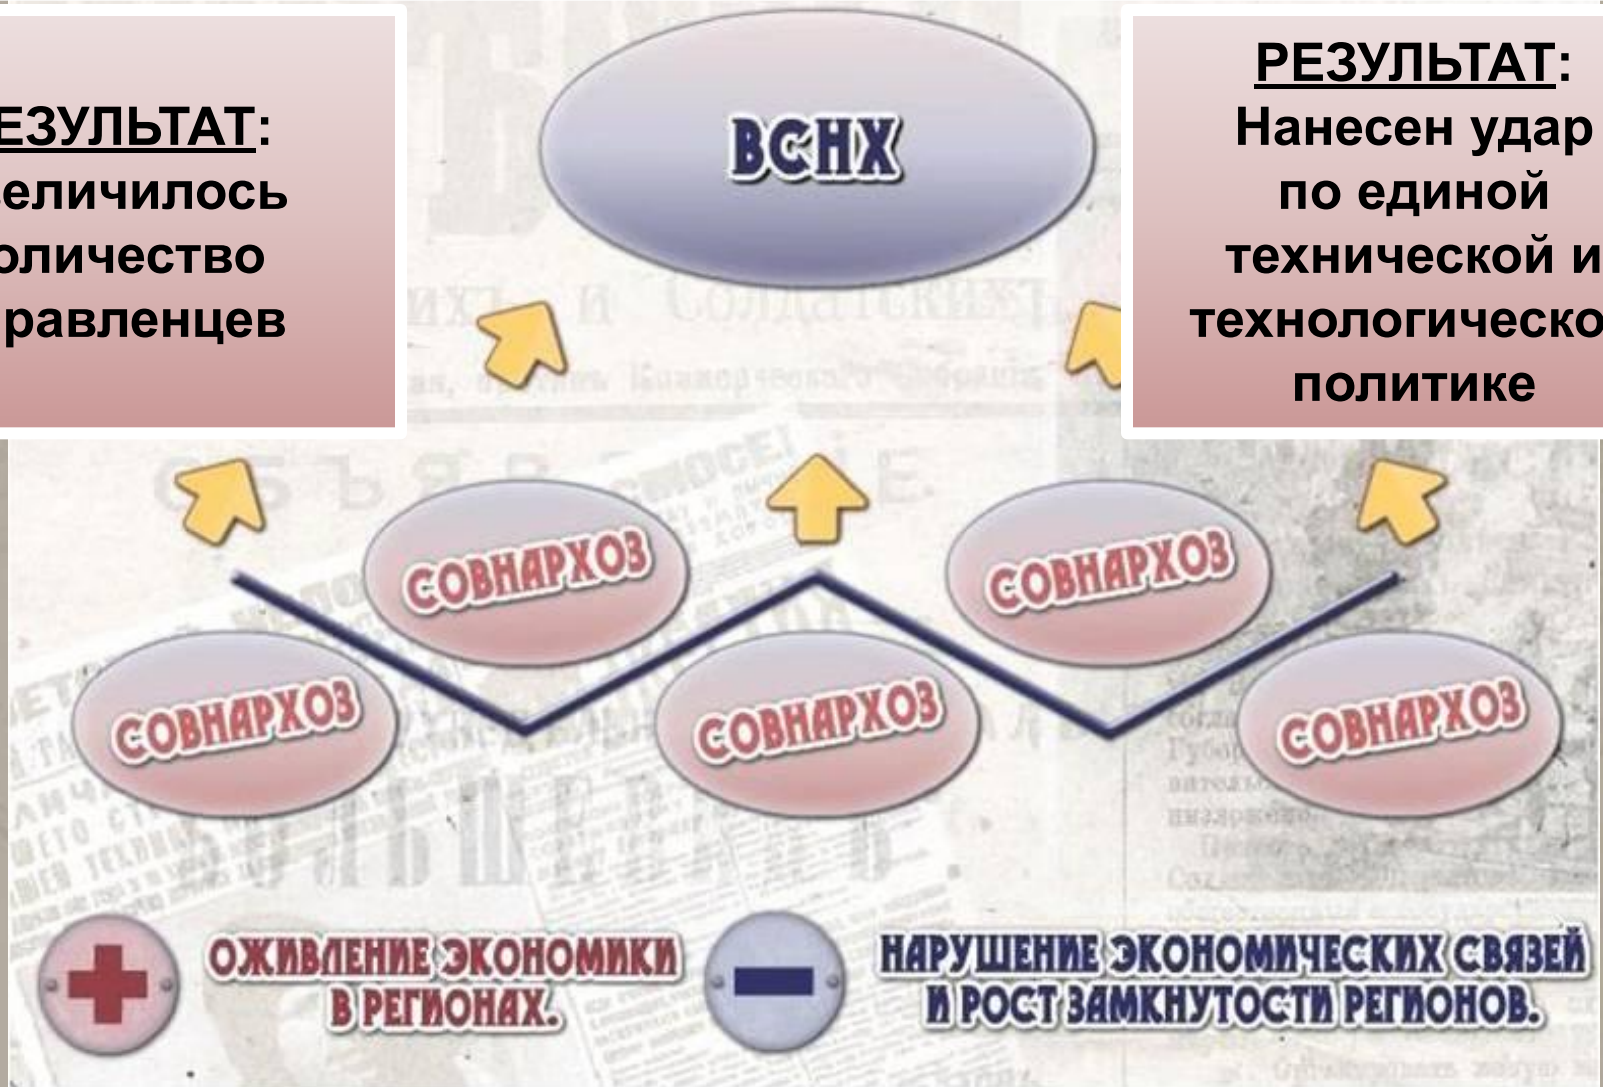 ЕЗУЛЬТАТ:
еличилось
оличество
равленцев
ВСНХ
РЕЗУЛЬТАТ:
Нанесен удар
по единой
технической и
технологическо
политике
СОВНАРХОЗ
СОВНАРХОЗ
СОВНАРХОЗ
СОВНАРХОЗ
СОВНАРХОЗ
ОЖИВЛЕНИЕ ЭКОНОМИКИ
В РЕГИОНАХ.
НАРУШЕНИЕ ЭКОНОМИЧЕСКИХ СВЯЗЕЙ
И РОСТ ЗАМКНУТОСТИ РЕГИОНОВ.